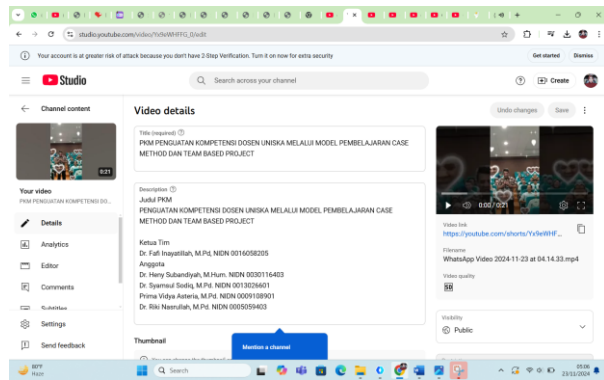 studio.youtube.com/video/Yx9eWHFFG_0/edit
Your account is at greater risk of attack because you don't have 2-Step Verification. Turn it on now for extra security
Get started
Dismiss
Studio
Search across your channel
Create
Channel content
Video details
Undo changes
Save
0:21
Your video
PKM PENGUATAN KOMPETENSI DO...
Details
Analytics
Editor
Comments
Subtitles
Settings
Send feedback
Title (required)
PKM PENGUATAN KOMPETENSI DOSEN UNISKA MELALUI MODEL PEMBELAJARAN CASE
METHOD DAN TEAM BASED PROJECT
Description
Judul PKM
PENGUATAN KOMPETENSI DOSEN UNISKA MELALUI MODEL PEMBELAJARAN CASE
METHOD DAN TEAM BASED PROJECT
Ketua Tim
Dr. Fafi Inayatillah, M.Pd, NIDN 0016058205
Anggota
Dr. Heny Subandiyah, M.Hum. NIDN 0030116403
Dr. Syamsul Sodiq, M.Pd. NIDN 0013026601
Prima Vidya Asteria, M.Pd. NIDN 0009108901
Dr. Riki Nasrullah, M.Pd. NIDN 0005059403
Thumbnail
Mention a channel
0:00 / 0:21
Video link
https://youtube.com/shorts/Yx9eWHF...
Filename
WhatsApp Video 2024-11-23 at 04.14.33.mp4
Video quality
SD
Visibility
Public
80°F
Haze
Search
05:06
23/11/2024